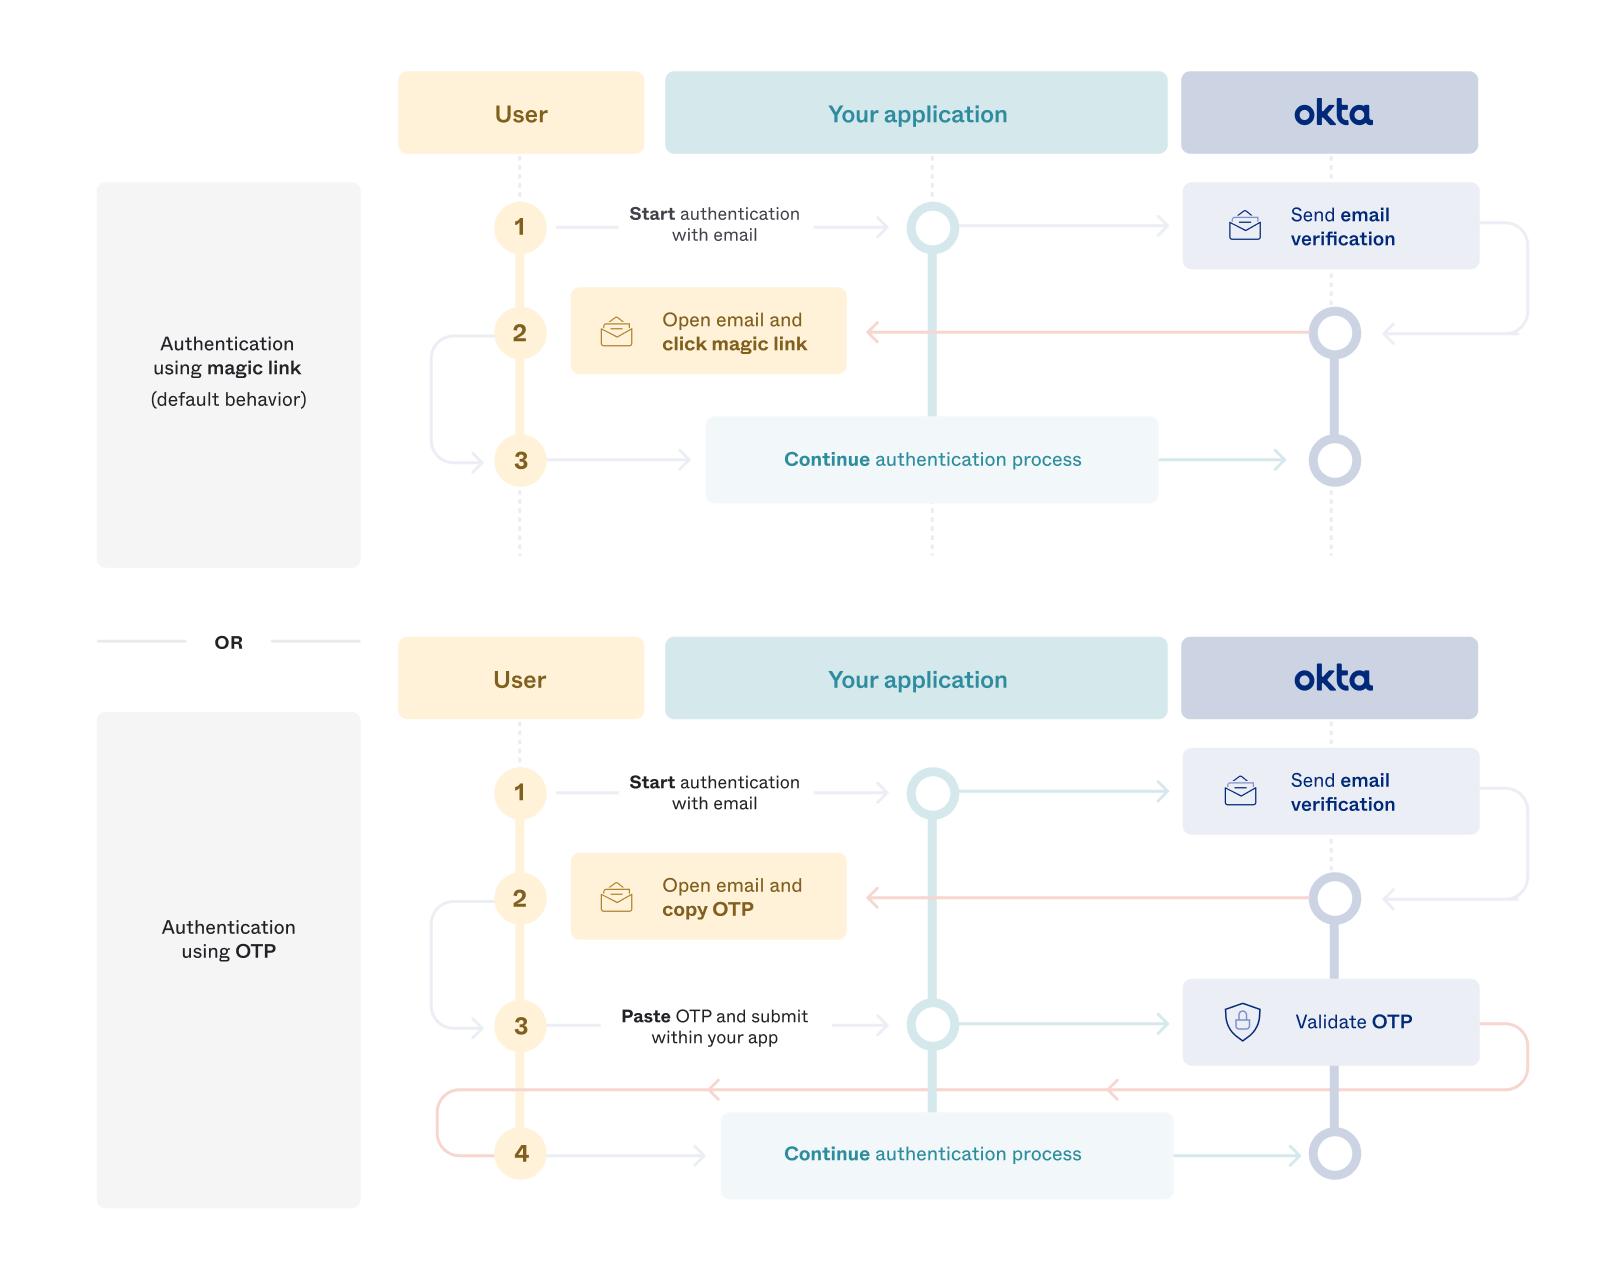 User
Your application
okta
1
Start authentication
with email
Send email
verification
2
Open email and
click magic link
Authentication
using magic link
(default behavior)
3
Continue authentication process
OR
User
Your application
okta
1
Start authentication
with email
Send email
verification
2
Open email and
copy OTP
Authentication
using OTP
3
Paste OTP and submit
within your app
Validate OTP
4
Continue authentication process